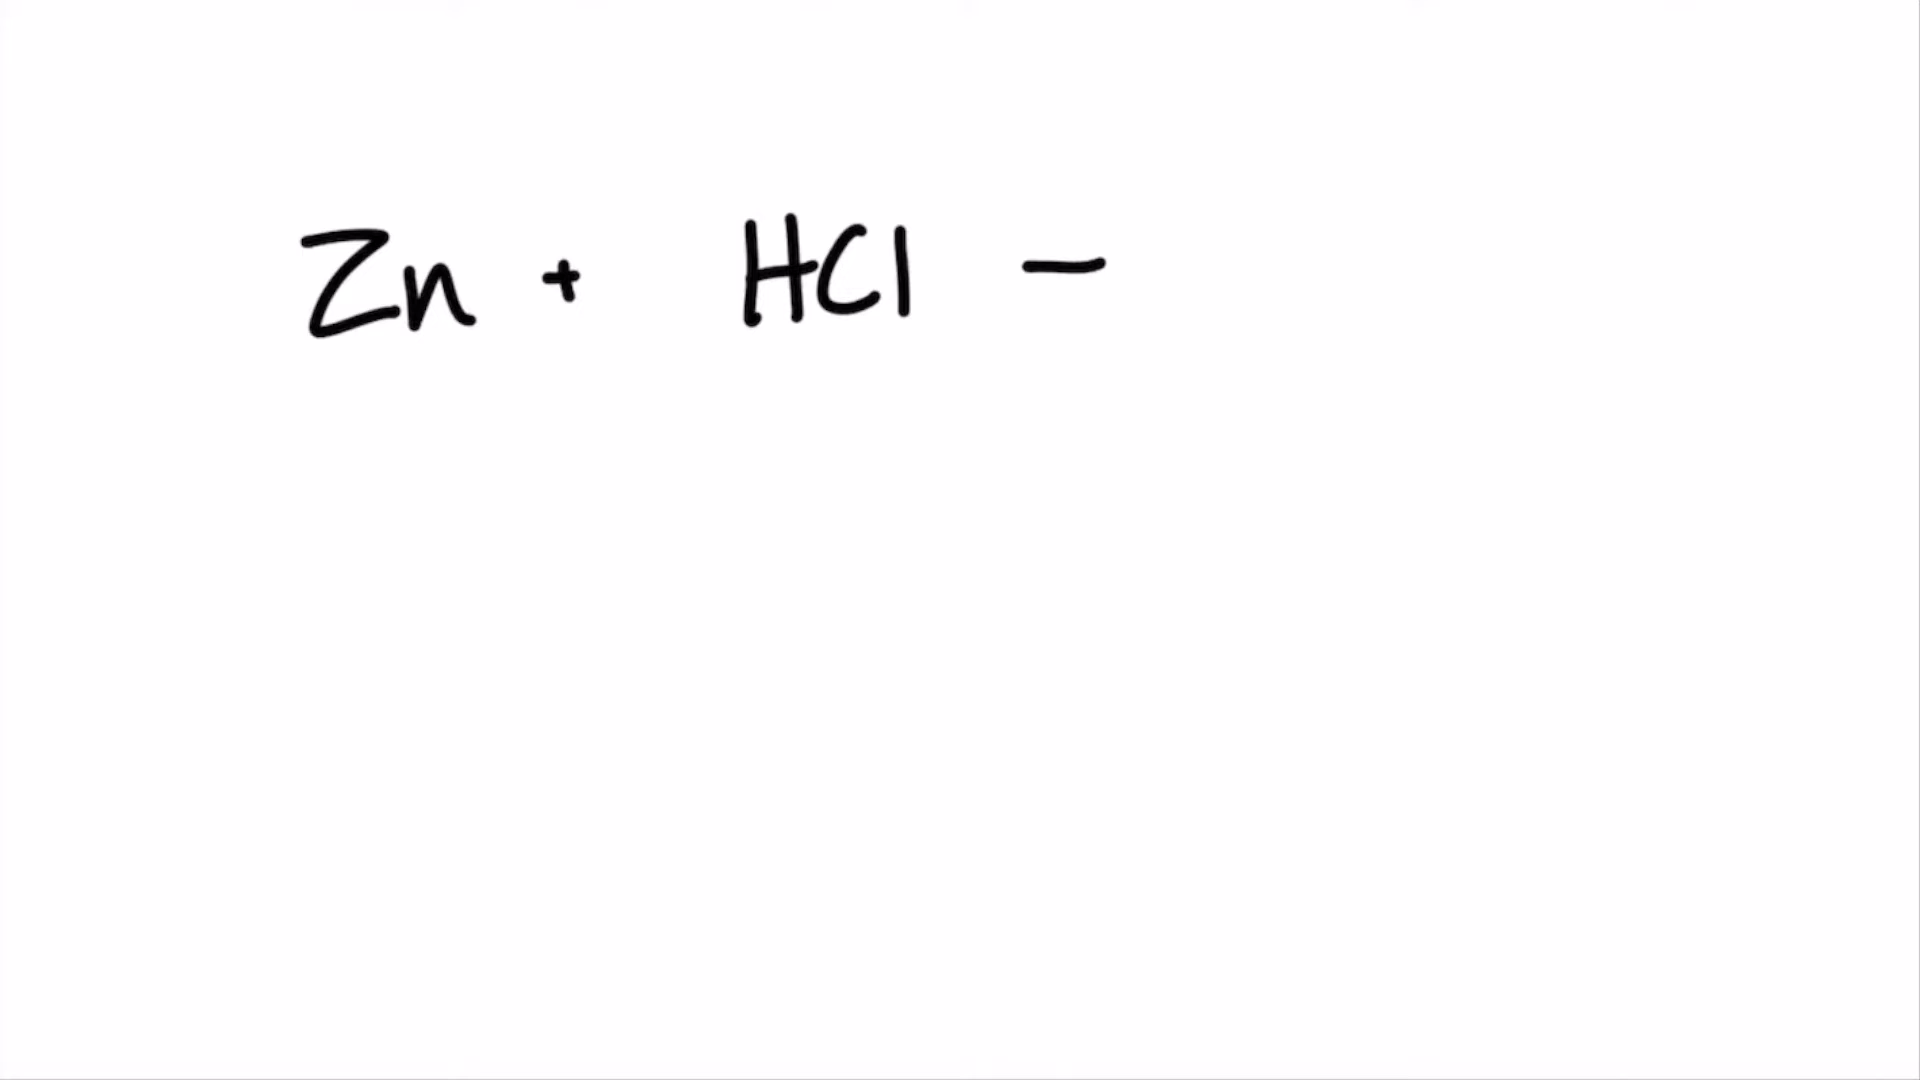 Zn + HCl —